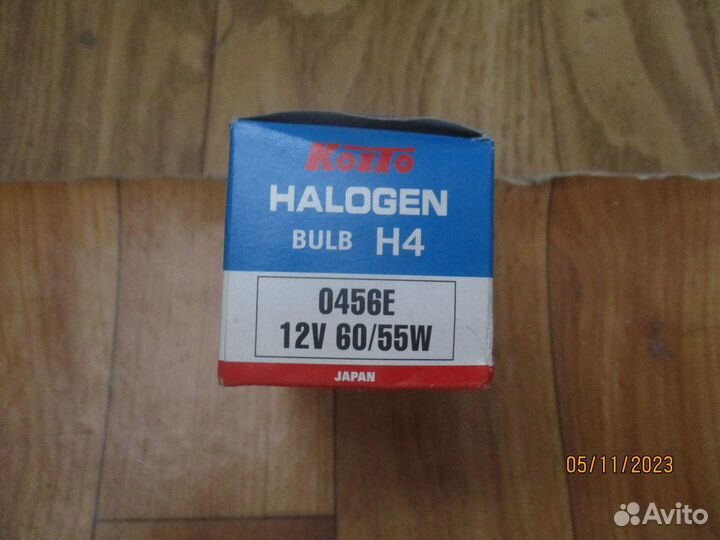 KOITO
HALOGEN
BULB H4
0456E
12V 60/55W
JAPAN
05/11/2023
Avito